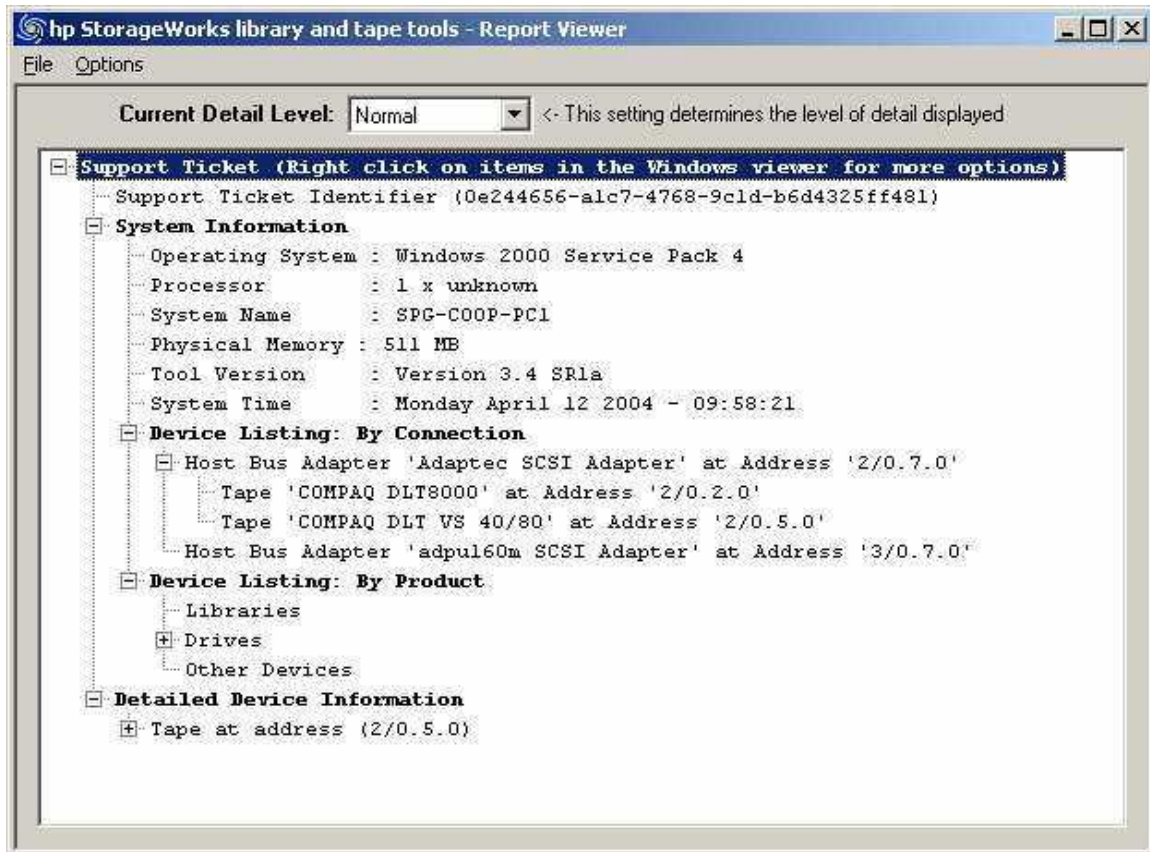 hp StorageWorks library and tape tools - Report Viewer
File Options
Current Detail Level: Normal <- This setting determines the level of detail displayed
Support Ticket (Right click on items in the Windows viewer for more options)
Support Ticket Identifier (0e244656-a1c7-4768-9c1d-b6d4325ff481)
System Information
Operating System : Windows 2000 Service Pack 4
Processor : 1 x unknown
System Name : SPG-COOP-PC1
Physical Memory : 511 MB
Tool Version : Version 3.4 SR1a
System Time : Monday April 12 2004 - 09:58:21
Device Listing: By Connection
Host Bus Adapter 'Adaptec SCSI Adapter' at Address '2/0.7.0'
Tape 'COMPAQ DLT8000' at Address '2/0.2.0'
Tape 'COMPAQ DLT VS 40/80' at Address '2/0.5.0'
Host Bus Adapter 'adpu160m SCSI Adapter' at Address '3/0.7.0'
Device Listing: By Product
Libraries
Drives
Other Devices
Detailed Device Information
Tape at address (2/0.5.0)